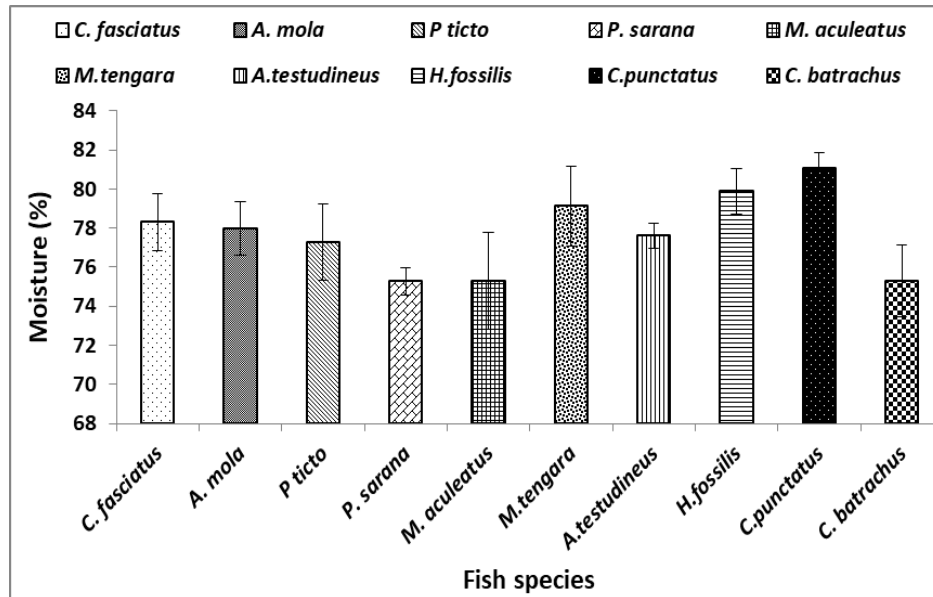 C. fasciatus A. mola P ticto P. sarana M. aculeatus
M.tengara A.testudineus H.fossilis C.punctatus C. batrachus
84
82
80
78
76
74
72
70
68
Moisture (%)
C. fasciatus
A. mola
P ticto
P. sarana
M. aculeatus
M.tengara
A.testudineus
H.fossilis
C.punctatus
C. batrachus
Fish species